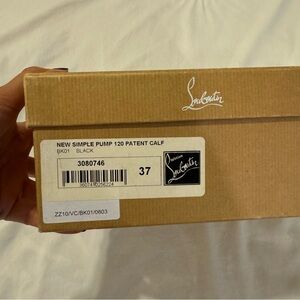 Louboutin
NEW SIMPLE PUMP 120 PATENT CALF
BK01 BLACK
3080746
37
Louboutin
ZZ10/VC/BK01/0603